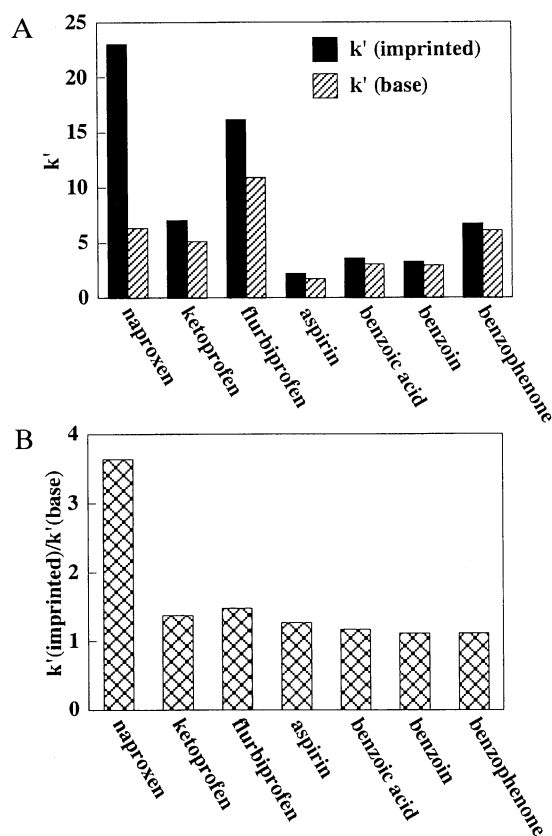 A
25
20
15
10
5
0
k'
k' (imprinted)
k' (base)
naproxen
ketoprofen
flurbiprofen
aspirin
benzoic acid
benzoin
benzophenone
B
4
3
2
1
0
k'(imprinted)/k'(base)
naproxen
ketoprofen
flurbiprofen
aspirin
benzoic acid
benzoin
benzophenone